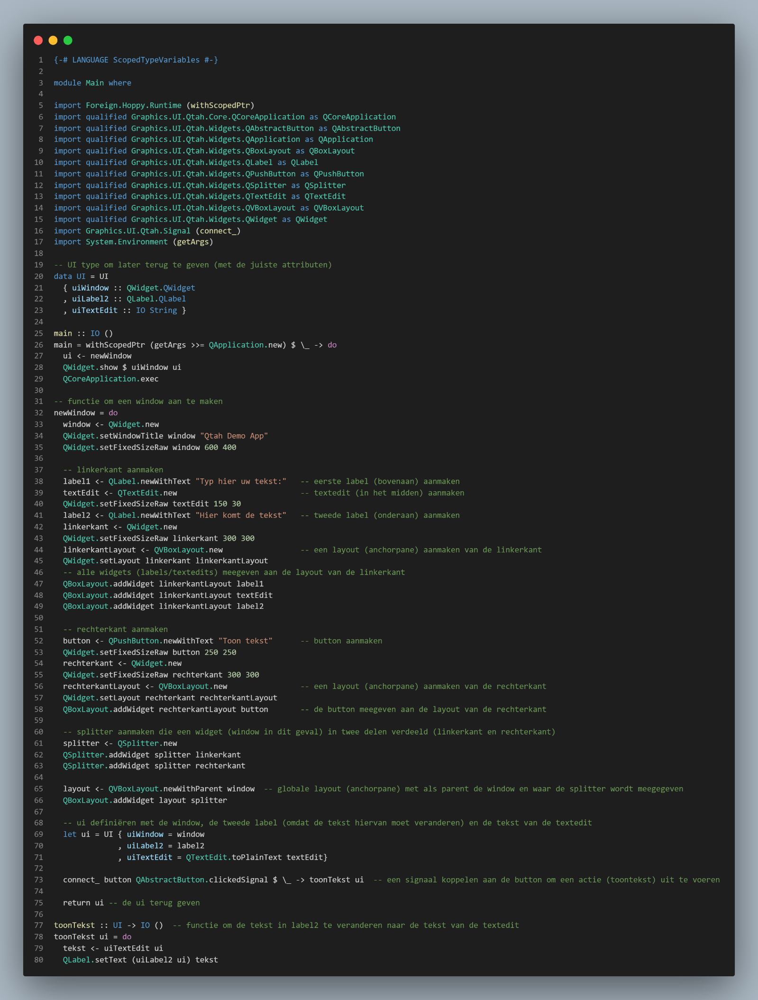 1 {-# LANGUAGE ScopedTypeVariables #-}
2
3 module Main where
4
5 import Foreign.Hoppy.Runtime (withScopedPtr)
6 import qualified Graphics.UI.Qtah.Core.QCoreApplication as QCoreApplication
7 import qualified Graphics.UI.Qtah.Widgets.QAbstractButton as QAbstractButton
8 import qualified Graphics.UI.Qtah.Widgets.QApplication as QApplication
9 import qualified Graphics.UI.Qtah.Widgets.QBoxLayout as QBoxLayout
10 import qualified Graphics.UI.Qtah.Widgets.QLabel as QLabel
11 import qualified Graphics.UI.Qtah.Widgets.QPushButton as QPushButton
12 import qualified Graphics.UI.Qtah.Widgets.QSplitter as QSplitter
13 import qualified Graphics.UI.Qtah.Widgets.QTextEdit as QTextEdit
14 import qualified Graphics.UI.Qtah.Widgets.QVBoxLayout as QVBoxLayout
15 import qualified Graphics.UI.Qtah.Widgets.QWidget as QWidget
16 import Graphics.UI.Qtah.Signal (connect_)
17 import System.Environment (getArgs)
18
19 -- UI type om later terug te geven (met de juiste attributen)
20 data UI = UI
21   { uiWindow :: QWidget.QWidget
22   , uiLabel2 :: QLabel.QLabel
23   , uiTextEdit :: IO String }
24
25 main :: IO ()
26 main = withScopedPtr (getArgs >>= QApplication.new) $ \_ -> do
27   ui <- newWindow
28   QWidget.show $ uiWindow ui
29   QCoreApplication.exec
30
31 -- functie om een window aan te maken
32 newWindow = do
33   window <- QWidget.new
34   QWidget.setWindowTitle window "Qtah Demo App"
35   QWidget.setFixedSizeRaw window 600 400
36
37   -- linkerkant aanmaken
38   label1 <- QLabel.newWithText "Typ hier uw tekst:"   -- eerste label (bovenaan) aanmaken
39   textEdit <- QTextEdit.new                           -- textedit (in het midden) aanmaken
40   QWidget.setFixedSizeRaw textEdit 150 30
41   label2 <- QLabel.newWithText "Hier komt de tekst"   -- tweede label (onderaan) aanmaken
42   linkerkant <- QWidget.new
43   QWidget.setFixedSizeRaw linkerkant 300 300
44   linkerkantLayout <- QVBoxLayout.new                 -- een layout (anchorpane) aanmaken van de linkerkant
45   QWidget.setLayout linkerkant linkerkantLayout
46   -- alle widgets (labels/textedits) meegeven aan de layout van de linkerkant
47   QBoxLayout.addWidget linkerkantLayout label1
48   QBoxLayout.addWidget linkerkantLayout textEdit
49   QBoxLayout.addWidget linkerkantLayout label2
50
51   -- rechterkant aanmaken
52   button <- QPushButton.newWithText "Toon tekst"      -- button aanmaken
53   QWidget.setFixedSizeRaw button 250 250
54   rechterkant <- QWidget.new
55   QWidget.setFixedSizeRaw rechterkant 300 300
56   rechterkantLayout <- QVBoxLayout.new                -- een layout (anchorpane) aanmaken van de rechterkant
57   QWidget.setLayout rechterkant rechterkantLayout
58   QBoxLayout.addWidget rechterkantLayout button       -- de button meegeven aan de layout van de rechterkant
59
60   -- splitter aanmaken die een widget (window in dit geval) in twee delen verdeeld (linkerkant en rechterkant)
61   splitter <- QSplitter.new
62   QSplitter.addWidget splitter linkerkant
63   QSplitter.addWidget splitter rechterkant
64
65   layout <- QVBoxLayout.newWithParent window  -- globale layout (anchorpane) met als parent de window en waar de splitter wordt meegegeven
66   QBoxLayout.addWidget layout splitter
67
68   -- ui definiëren met de window, de tweede label (omdat de tekst hiervan moet veranderen) en de tekst van de textedit
69   let ui = UI { uiWindow = window
70               , uiLabel2 = label2
71               , uiTextEdit = QTextEdit.toPlainText textEdit}
72
73   connect_ button QAbstractButton.clickedSignal $ \_ -> toonTekst ui  -- een signaal koppelen aan de button om een actie (toontekst) uit te voeren
74
75   return ui -- de ui terug geven
76
77 toonTekst :: UI -> IO ()  -- functie om de tekst in label2 te veranderen naar de tekst van de textedit
78 toonTekst ui = do
79   tekst <- uiTextEdit ui
80   QLabel.setText (uiLabel2 ui) tekst